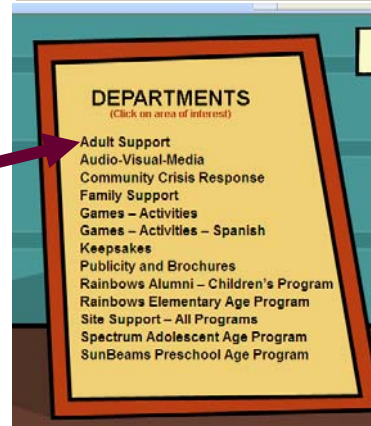 DEPARTMENTS
(Click on area of interest)
Adult Support
Audio-Visual-Media
Community Crisis Response
Family Support
Games – Activities
Games – Activities – Spanish
Keepsakes
Publicity and Brochures
Rainbows Alumni – Children's Program
Rainbows Elementary Age Program
Site Support – All Programs
Spectrum Adolescent Age Program
SunBeams Preschool Age Program